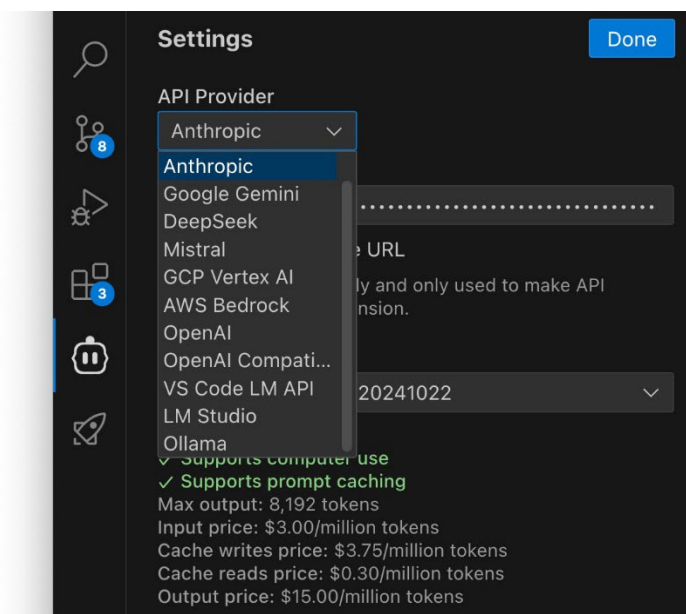 Settings
Done
API Provider
Anthropic
Anthropic
Google Gemini
DeepSeek
Mistral
GCP Vertex AI
AWS Bedrock
OpenAI
OpenAI Compati...
VS Code LM API
LM Studio
Ollama
URL
ly and only used to make API
nsion.
20241022
✓ Supports computer use
✓ Supports prompt caching
Max output: 8,192 tokens
Input price: $3.00/million tokens
Cache writes price: $3.75/million tokens
Cache reads price: $0.30/million tokens
Output price: $15.00/million tokens
8
3